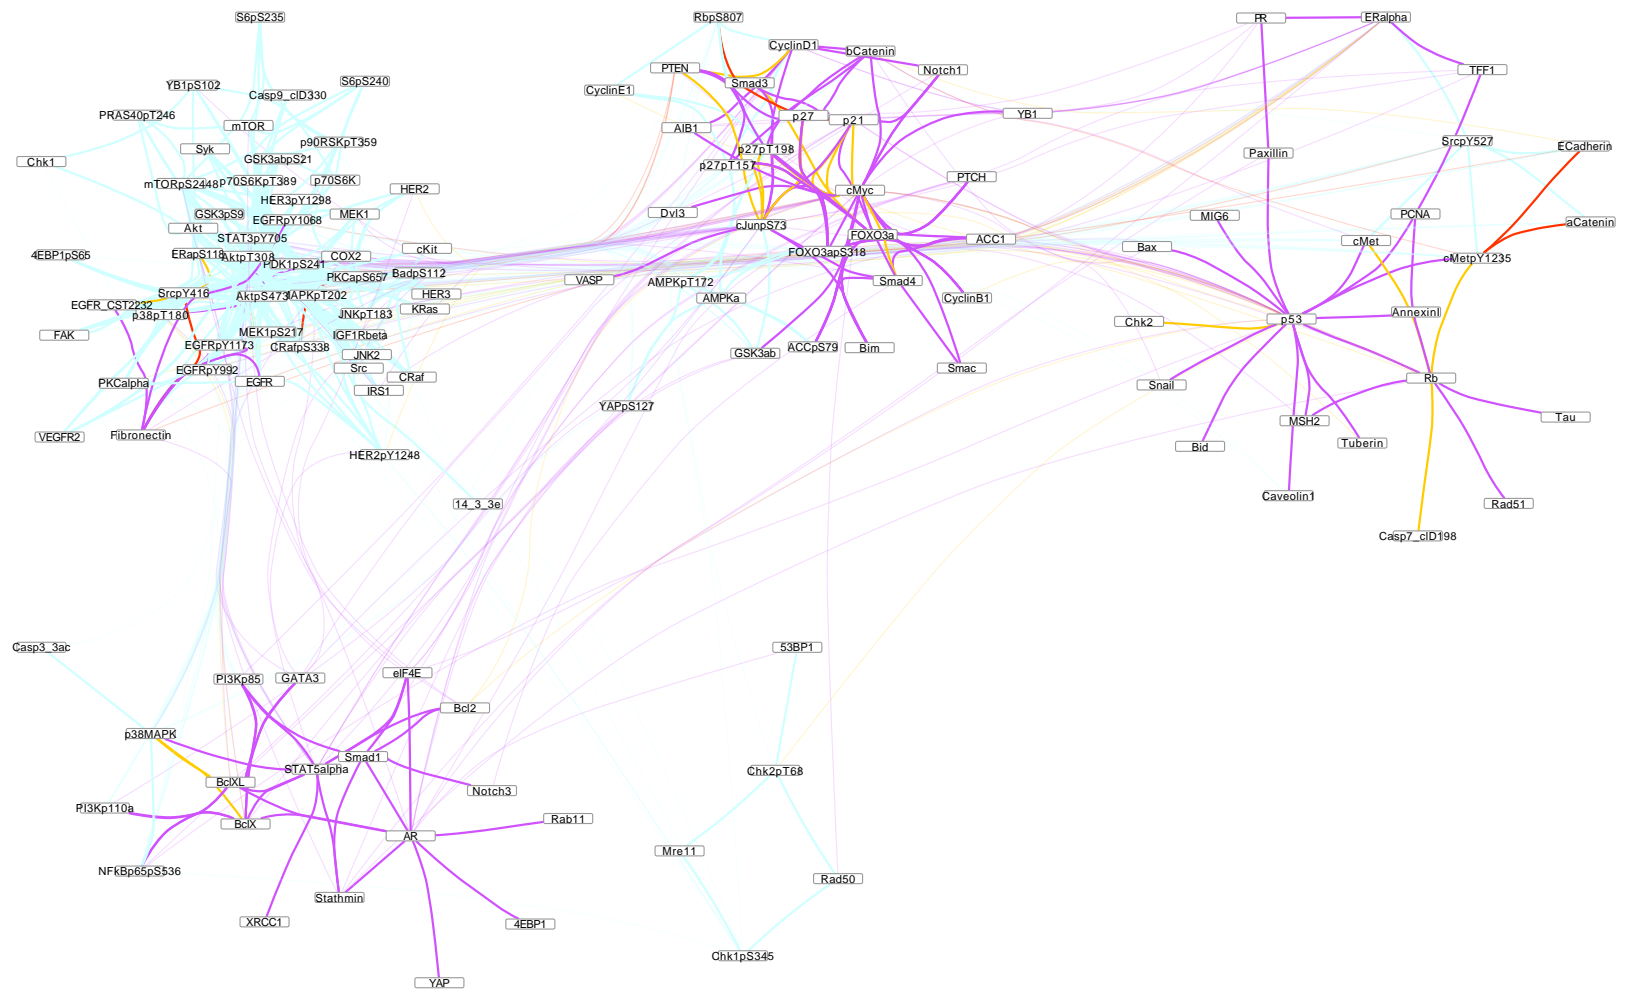 S6pS235
RbpS807
PR
ERalpha
CyclinD1
bCatenin
PTEN
Notch1
TFF1
Smad3
S6pS240
YB1pS102
CyclinE1
Casp9_clD330
PRAS40pT246
p27
p21
YB1
mTOR
AIB1
p90RSKpT359
SrcpY527
ECadherin
Syk
p27pT198
Paxillin
GSK3abpS21
Chk1
p27pT157
PTCH
mTORpS2448
p70S6KpT389
p70S6K
HER2
cMyc
HER3pY1298
GSK3pS9
MEK1
Dvl3
MIG6
PCNA
EGFRpY1068
aCatenin
Akt
cJunpS73
STAT3pY705
FOXO3a
ACC1
cMet
cKit
Bax
4EBP1pS65
ERapS118
AktpT308
COX2
FOXO3apS318
cMetpY1235
PDK1pS241
PKCapS657
BadpS112
VASP
AMPKpT172
Smad4
SrcpY416
AktpS473
MAPKpT202
HER3
AMPKa
CyclinB1
EGFR_CST2232
KRas
p38pT180
JNKpT183
AnnexinI
Chk2
p53
FAK
MEK1pS217
IGF1Rbeta
EGFRpY1173
CRafpS338
ACCpS79
Bim
JNK2
GSK3ab
EGFRpY992
Src
Smac
PKCalpha
EGFR
CRaf
Snail
Rb
IRS1
YAPpS127
Tau
MSH2
VEGFR2
Fibronectin
Bid
Tuberin
HER2pY1248
Caveolin1
14_3_3e
Rad51
Casp7_clD198
Casp3_3ac
53BP1
PI3Kp85
GATA3
eIF4E
Bcl2
p38MAPK
Smad1
STAT5alpha
Chk2pT68
BclXL
Notch3
PI3Kp110a
BclX
Rab11
AR
Mre11
NFkBp65pS536
Rad50
Stathmin
XRCC1
4EBP1
Chk1pS345
YAP